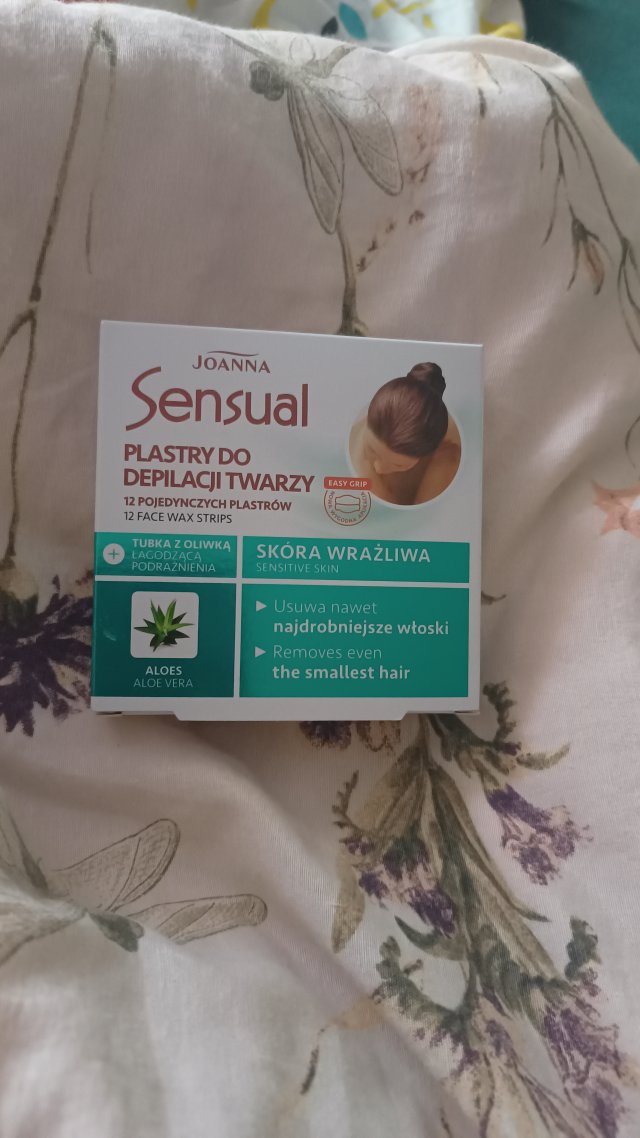 JOANNA
Sensual
PLASTRY DO
DEPILACJI TWARZY
12 POJEDYNCZYCH PLASTRÓW
12 FACE WAX STRIPS
EASY GRIP
TUBKA Z OLIWKĄ
ŁAGODZĄCĄ
PODRAŻNIENIA
SKÓRA WRAŻLIWA
SENSITIVE SKIN
ALOES
ALOE VERA
Usuwa nawet
najdrobniejsze włoski
Removes even
the smallest hair